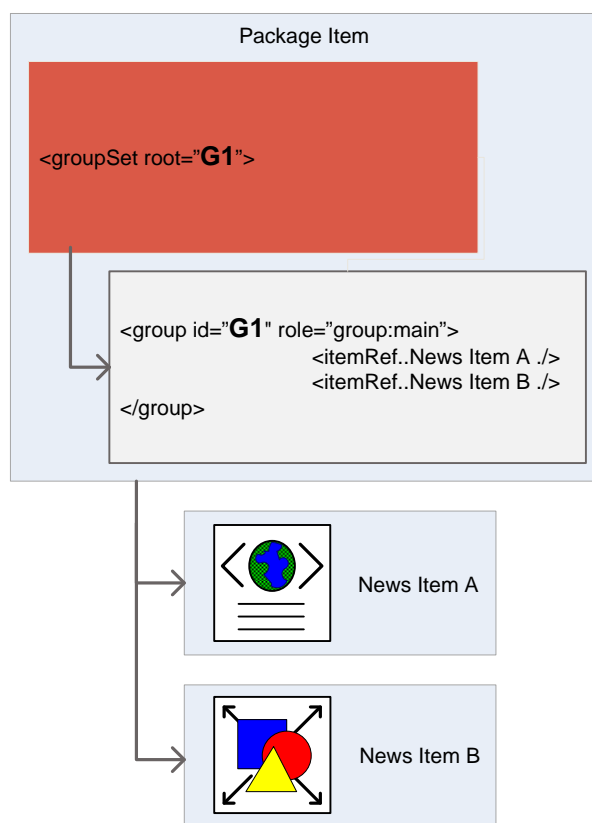 Package Item
<groupSet root=”G1”>
<group id=”G1" role=”group:main”>
<itemRef..News Item A ./>
<itemRef..News Item B ./>
</group>
News Item A
News Item B